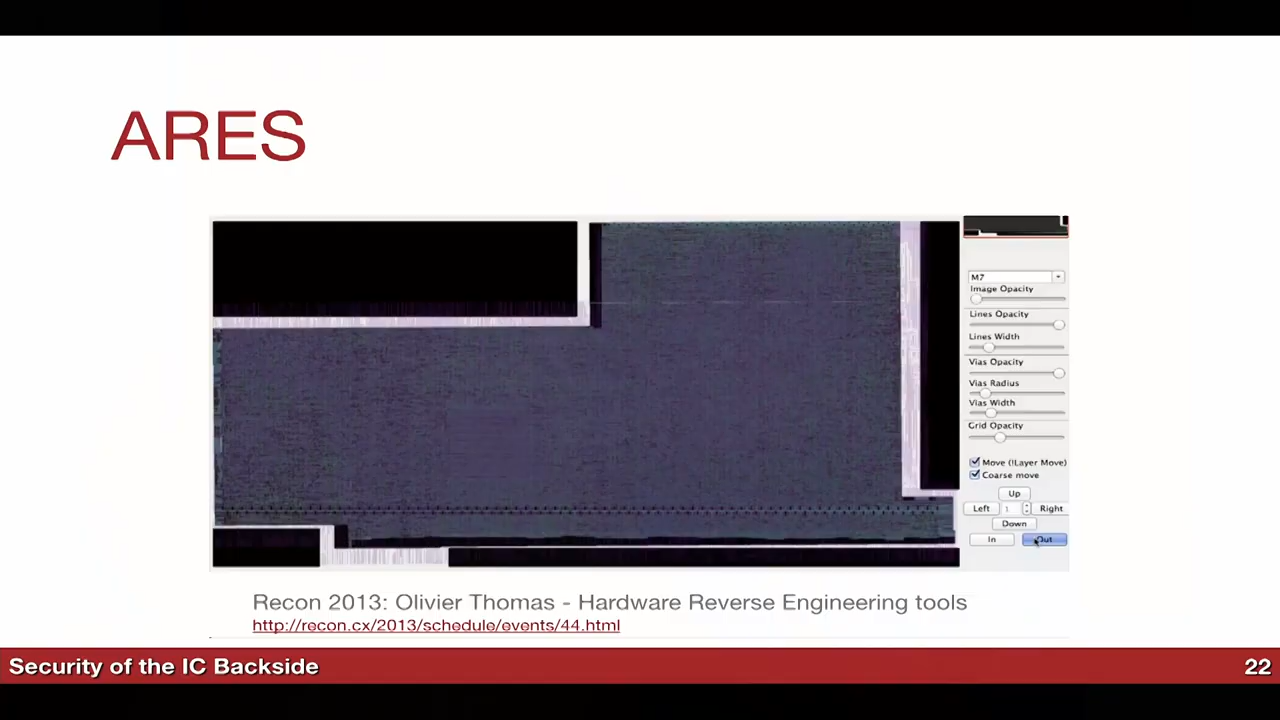 ARES
M7
Image Opacity
Lines Opacity
Lines Width
Vias Opacity
Vias Radius
Vias Width
Grid Opacity
Move (!Layer Move)
Coarse move
Up
Left 1 Right
Down
In Out
Recon 2013: Olivier Thomas - Hardware Reverse Engineering tools
http://recon.cx/2013/schedule/events/44.html
Security of the IC Backside 22